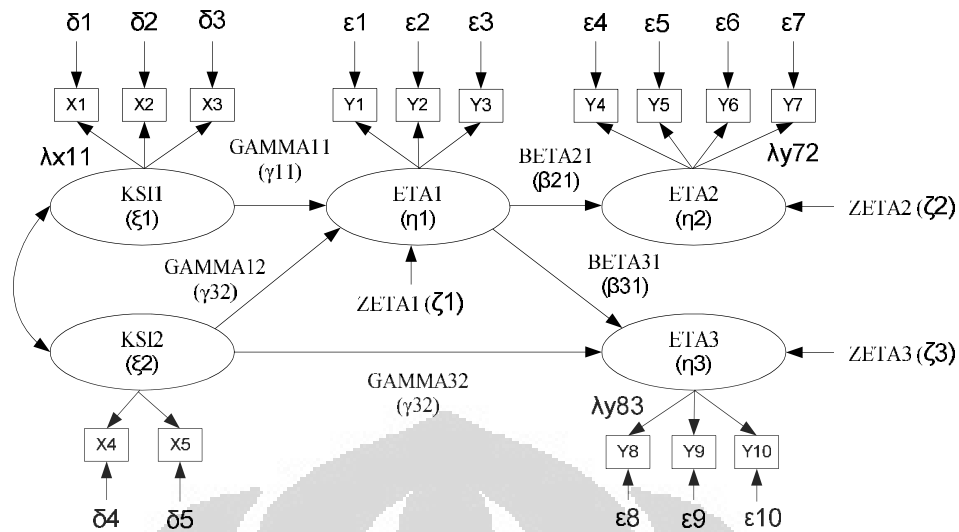 δ1 δ2 δ3 ε1 ε2 ε3 ε4 ε5 ε6 ε7
X1 X2 X3 Y1 Y2 Y3 Y4 Y5 Y6 Y7
λx11
GAMMA11
(γ11)
BETA21
(β21)
λy72
KSI1
(ξ1)
ETA1
(η1)
ETA2
(η2)
ZETA2 (ζ2)
GAMMA12
(γ32)
ZETA1 (ζ1)
BETA31
(β31)
KSI2
(ξ2)
ETA3
(η3)
ZETA3 (ζ3)
GAMMA32
(γ32)
λy83
X4 X5 Y8 Y9 Y10
δ4 δ5 ε8 ε9 ε10